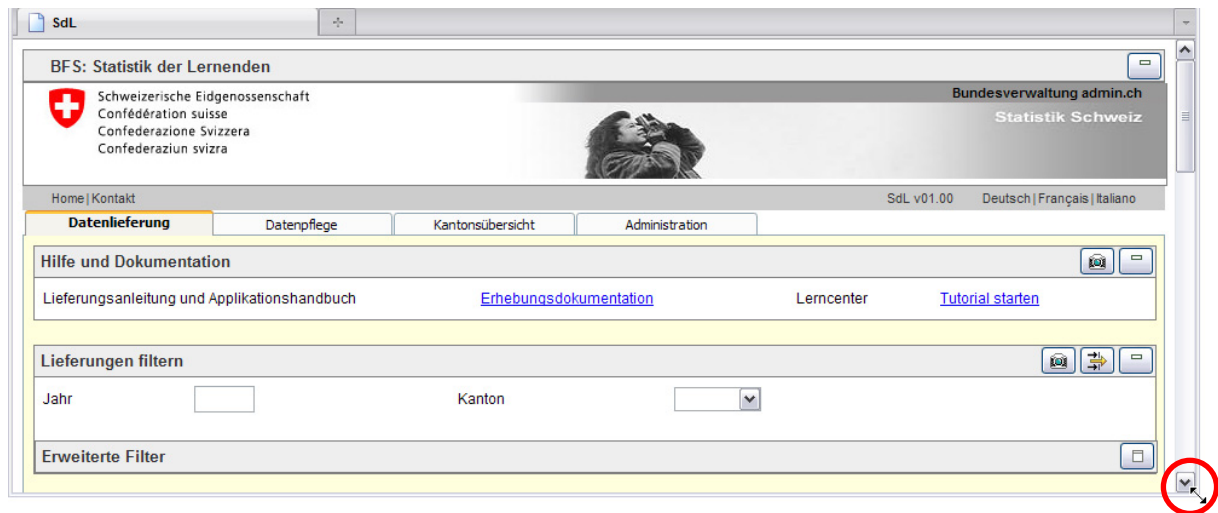 SdL
BFS: Statistik der Lernenden
Schweizerische Eidgenossenschaft
Confédération suisse
Confederazione Svizzera
Confederaziun svizra
Bundesverwaltung admin.ch
Statistik Schweiz
Home | Kontakt
SdL v01.00 Deutsch | Français | Italiano
Datenlieferung Datenpflege Kantonsübersicht Administration
Hilfe und Dokumentation
Lieferungsanleitung und Applikationshandbuch Erhebungsdokumentation Lerncenter Tutorial starten
Lieferungen filtern
Jahr Kanton
Erweiterte Filter